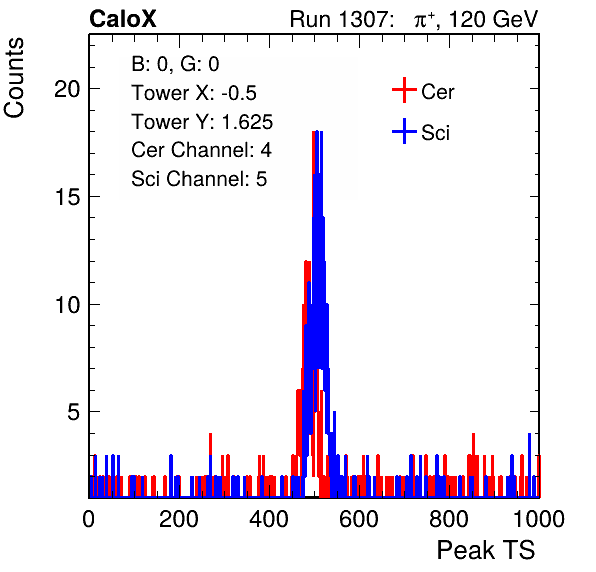 CaloX Run 1307: π⁺, 120 GeV
Counts
B: 0, G: 0
Tower X: -0.5
Tower Y: 1.625
Cer Channel: 4
Sci Channel: 5
Cer
Sci
20
15
10
5
0 200 400 600 800 1000
Peak TS